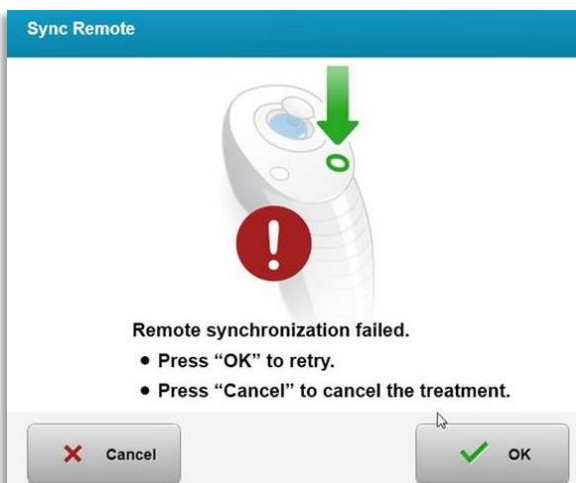 Sync Remote
Remote synchronization failed.
• Press “OK” to retry.
• Press “Cancel” to cancel the treatment.
Cancel
OK